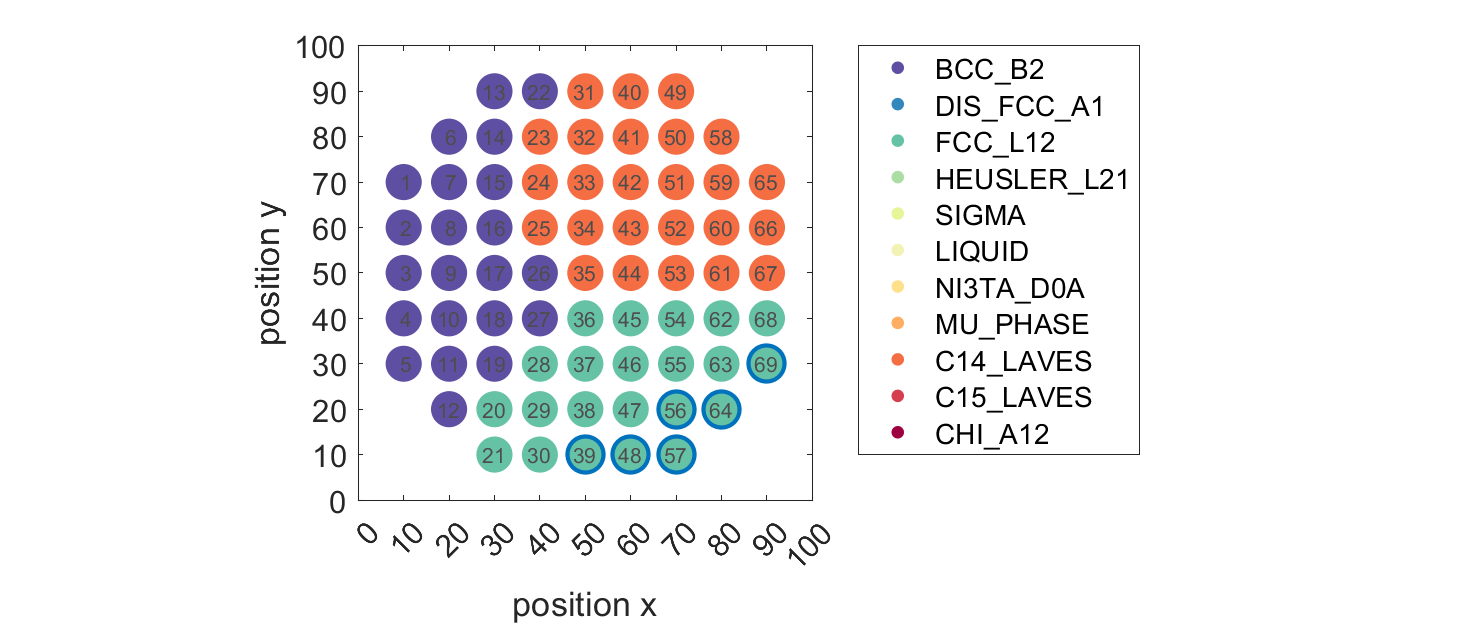 100
90
80
70
60
50
40
30
20
10
0
position y
13 22 31 40 49
6 14 23 32 41 50 58
1 7 15 24 33 42 51 59 65
2 8 16 25 34 43 52 60 66
3 9 17 26 35 44 53 61 67
4 10 18 27 36 45 54 62 68
5 11 19 28 37 46 55 63 69
12 20 29 38 47 56 64
21 30 39 48 57
0 10 20 30 40 50 60 70 80 90 100
position x
BCC_B2
DIS_FCC_A1
FCC_L12
HEUSLER_L21
SIGMA
LIQUID
NI3TA_D0A
MU_PHASE
C14_LAVES
C15_LAVES
CHI_A12